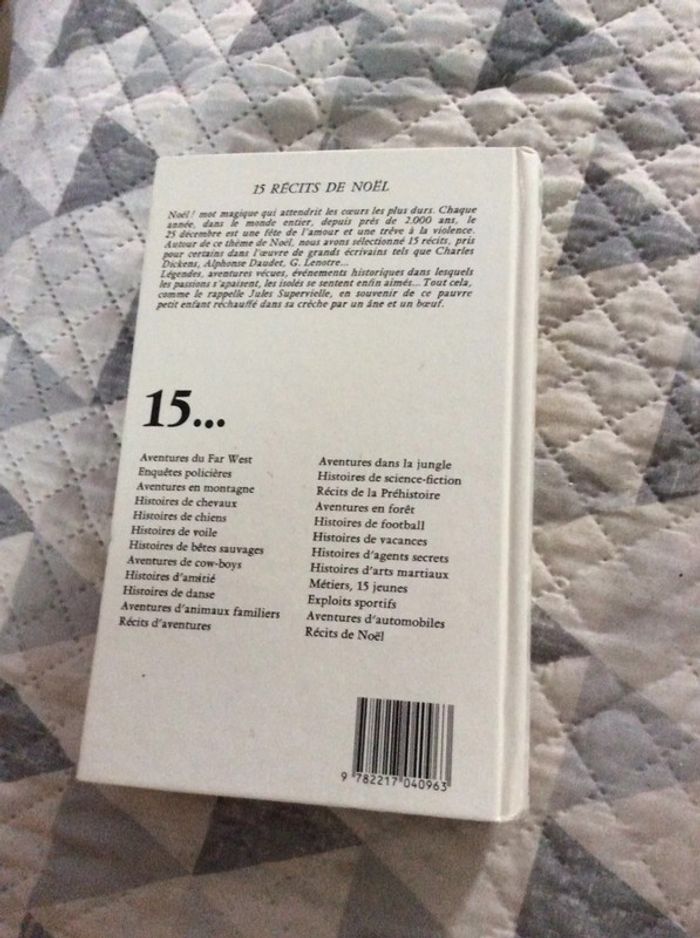 15 RÉCITS DE NOËL
Noël! mot magique qui attendrit les cœurs les plus durs. Chaque
année, dans le monde entier, depuis près de 2.000 ans, le
25 décembre est une fête de l'amour et une trêve à la violence.
Autour de ce thème de Noël, nous avons sélectionné 15 récits, pris
pour certains dans l'œuvre de grands écrivains tels que Charles
Dickens, Alphonse Daudet, G. Lenotre...
Légendes, aventures vécues, événements historiques dans lesquels
les passions s'apaisent, les isolés se sentent enfin aimés... Tout cela,
comme le rappelle Jules Supervielle, en souvenir de ce pauvre
petit enfant réchauffé dans sa crèche par un âne et un bœuf.
15...
Aventures du Far West
Enquêtes policières
Aventures en montagne
Histoires de chevaux
Histoires de chiens
Histoires de voile
Histoires de bêtes sauvages
Aventures de cow-boys
Histoires d'amitié
Histoires de danse
Aventures d'animaux familiers
Récits d'aventures
Aventures dans la jungle
Histoires de science-fiction
Récits de la Préhistoire
Aventures en forêt
Histoires de football
Histoires de vacances
Histoires d'agents secrets
Histoires d'arts martiaux
Métiers, 15 jeunes
Exploits sportifs
Aventures d'automobiles
Récits de Noël
9 782217 040963